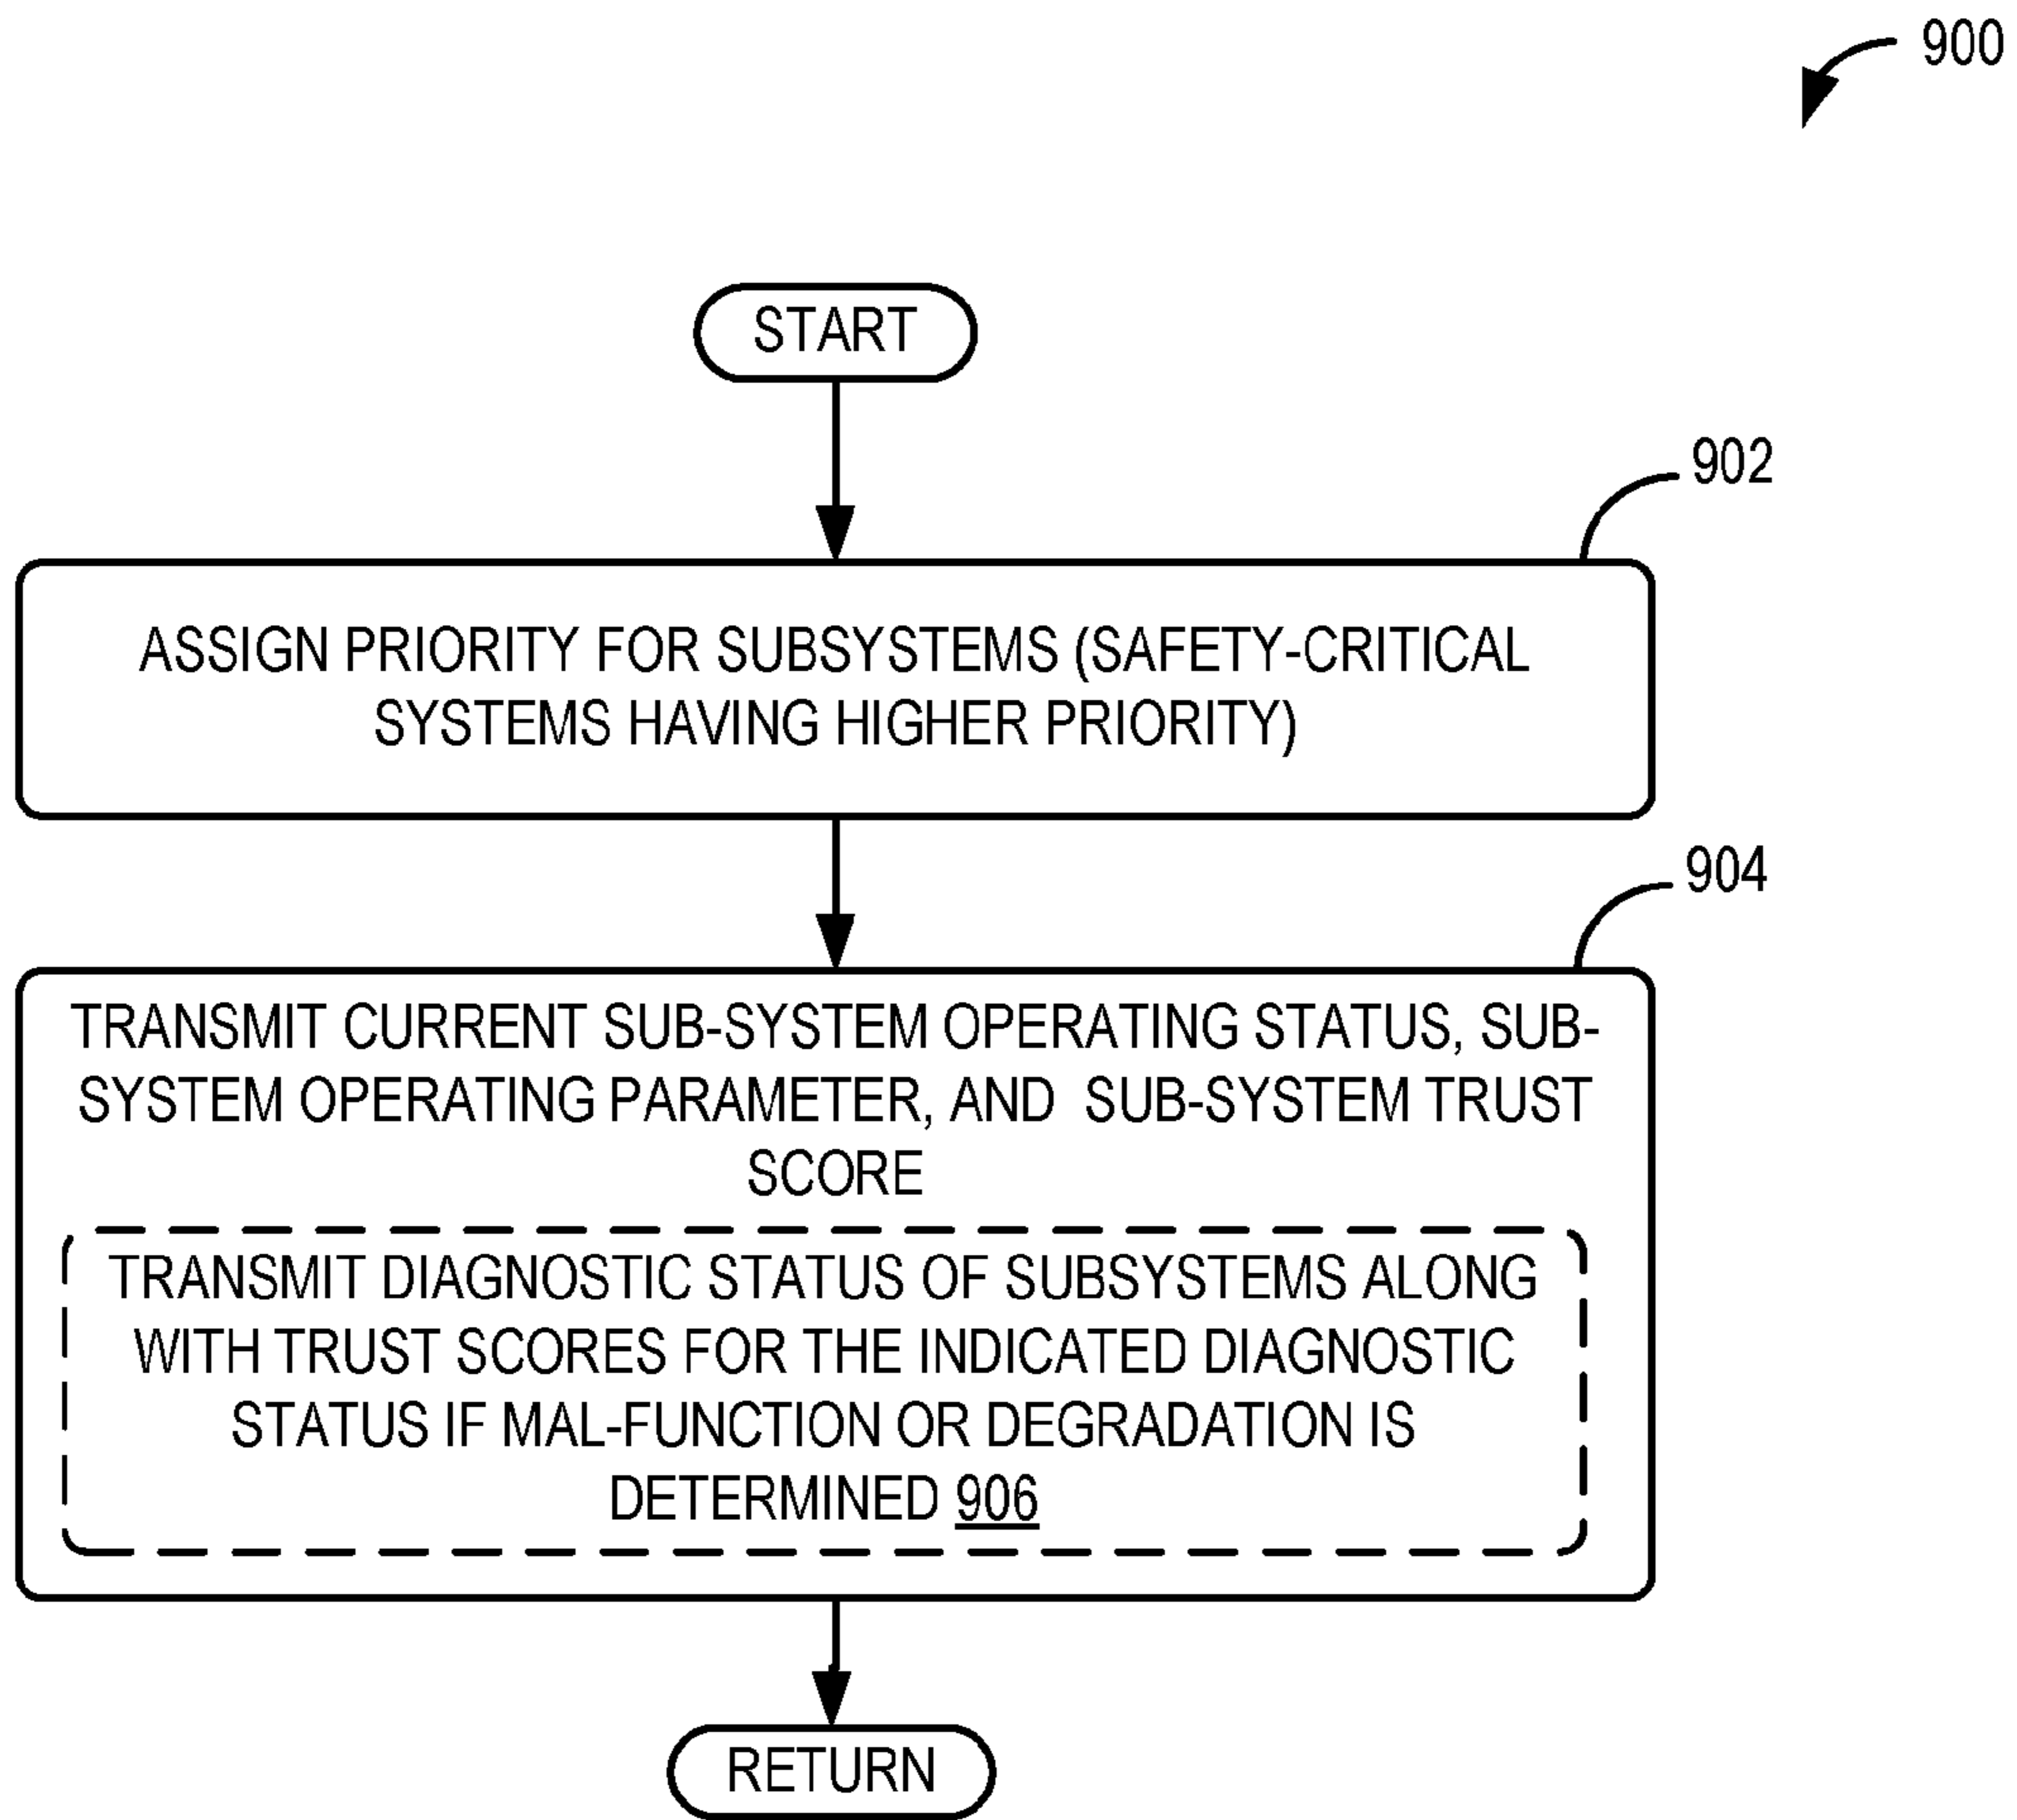 900
START
902
ASSIGN PRIORITY FOR SUBSYSTEMS (SAFETY-CRITICAL
SYSTEMS HAVING HIGHER PRIORITY)
904
TRANSMIT CURRENT SUB-SYSTEM OPERATING STATUS, SUB-
SYSTEM OPERATING PARAMETER, AND SUB-SYSTEM TRUST
SCORE
TRANSMIT DIAGNOSTIC STATUS OF SUBSYSTEMS ALONG
WITH TRUST SCORES FOR THE INDICATED DIAGNOSTIC
STATUS IF MAL-FUNCTION OR DEGRADATION IS
DETERMINED 906
RETURN